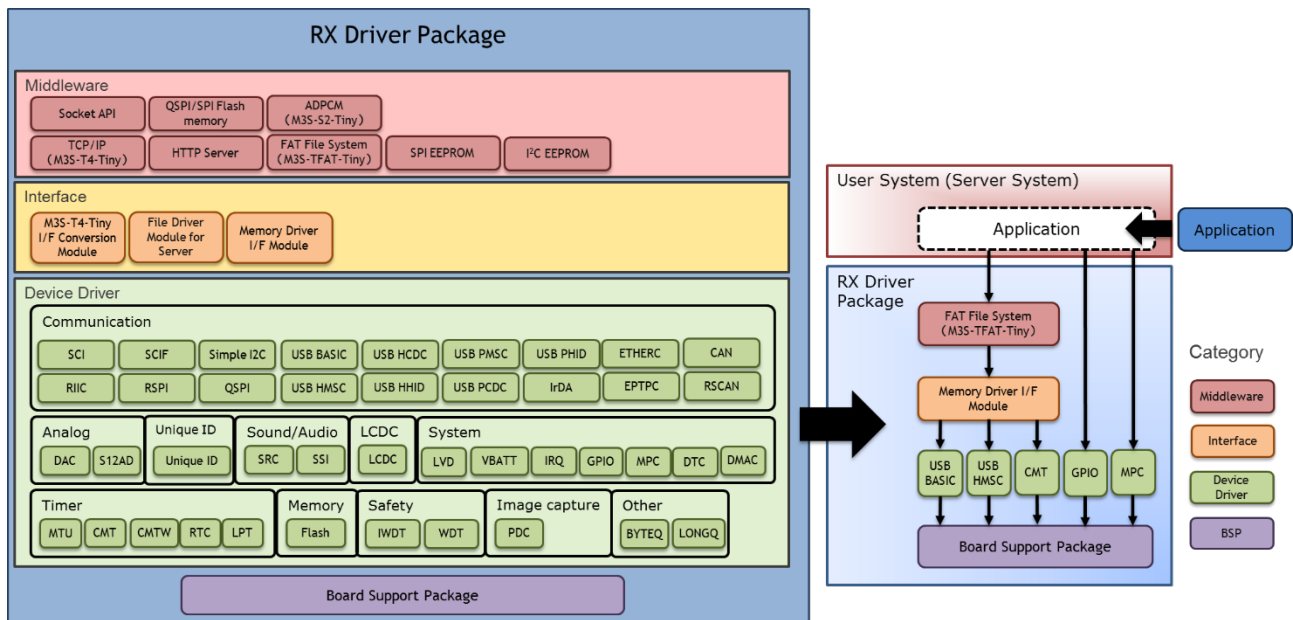 RX Driver Package
Middleware
Socket API
QSPI/SPI Flash
memory
ADPCM
(M3S-S2-Tiny)
TCP/IP
(M3S-T4-Tiny)
HTTP Server
FAT File System
(M3S-TFAT-Tiny)
SPI EEPROM
I²C EEPROM
Interface
M3S-T4-Tiny
I/F Conversion
Module
File Driver
Module for
Server
Memory Driver
I/F Module
Device Driver
Communication
SCI
SCIF
Simple I2C
USB BASIC
USB HCDC
USB PMSC
USB PHID
ETHERC
CAN
RIIC
RSPI
QSPI
USB HMSC
USB HHID
USB PCDC
IrDA
EPTPC
RSCAN
Analog
DAC
S12AD
Unique ID
Unique ID
Sound/Audio
SRC
SSI
LCDC
LCDC
System
LVD
VBATT
IRQ
GPIO
MPC
DTC
DMAC
Timer
MTU
CMT
CMTW
RTC
LPT
Memory
Flash
Safety
IWDT
WDT
Image capture
PDC
Other
BYTEQ
LONGQ
Board Support Package
User System (Server System)
Application
Application
RX Driver
Package
FAT File System
(M3S-TFAT-Tiny)
Memory Driver I/F
Module
USB
BASIC
USB
HMSC
CMT
GPIO
MPC
Board Support Package
Category
Middleware
Interface
Device
Driver
BSP